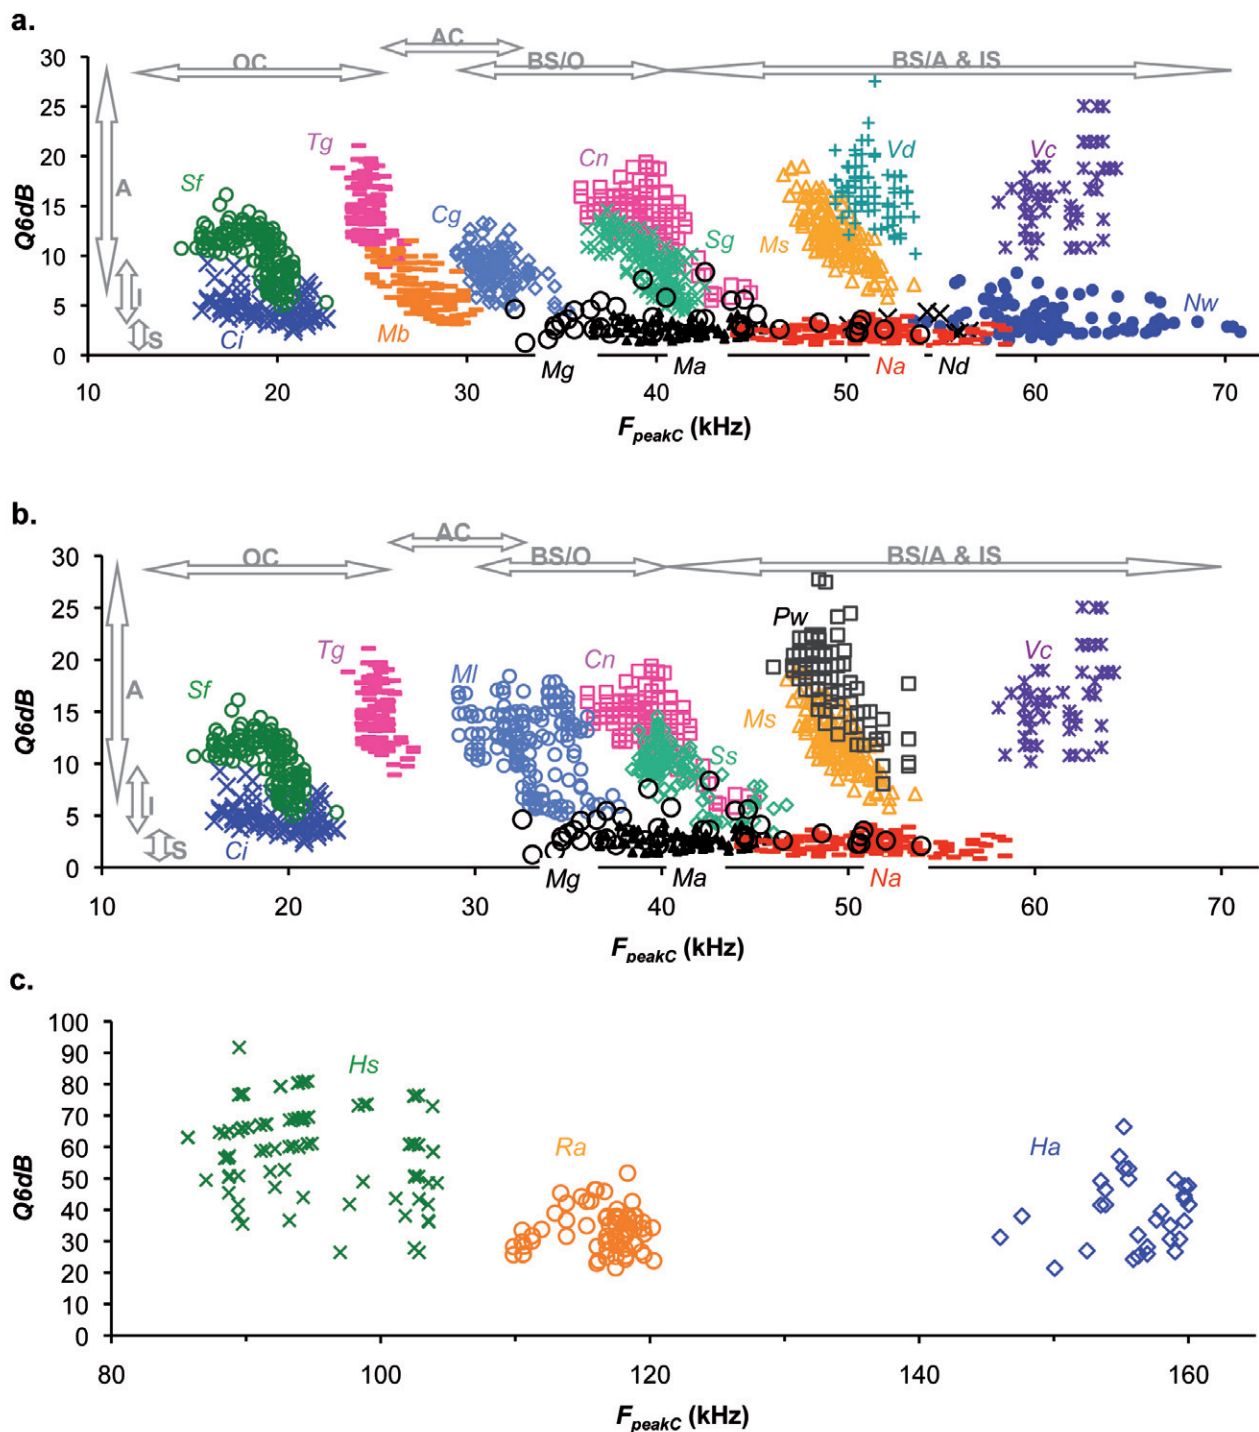 a.
AC
OC
BS/O
BS/A & IS
30
25
20
15
10
5
0
Q6dB
A
I
S
Sf
Ci
Tg
Mb
Cg
Cn
Sg
Ms
Vd
Vc
Nw
Mg
Ma
Na
Nd
10 20 30 40 50 60 70
FpeakC (kHz)
b.
AC
OC
BS/O
BS/A & IS
30
25
20
15
10
5
0
Q6dB
A
I
S
Sf
Ci
Tg
Ml
Cn
Ss
Pw
Ms
Vc
Mg
Ma
Na
10 20 30 40 50 60 70
FpeakC (kHz)
c.
100
90
80
70
60
50
40
30
20
10
0
Q6dB
Hs
Ra
Ha
80 100 120 140 160
FpeakC (kHz)